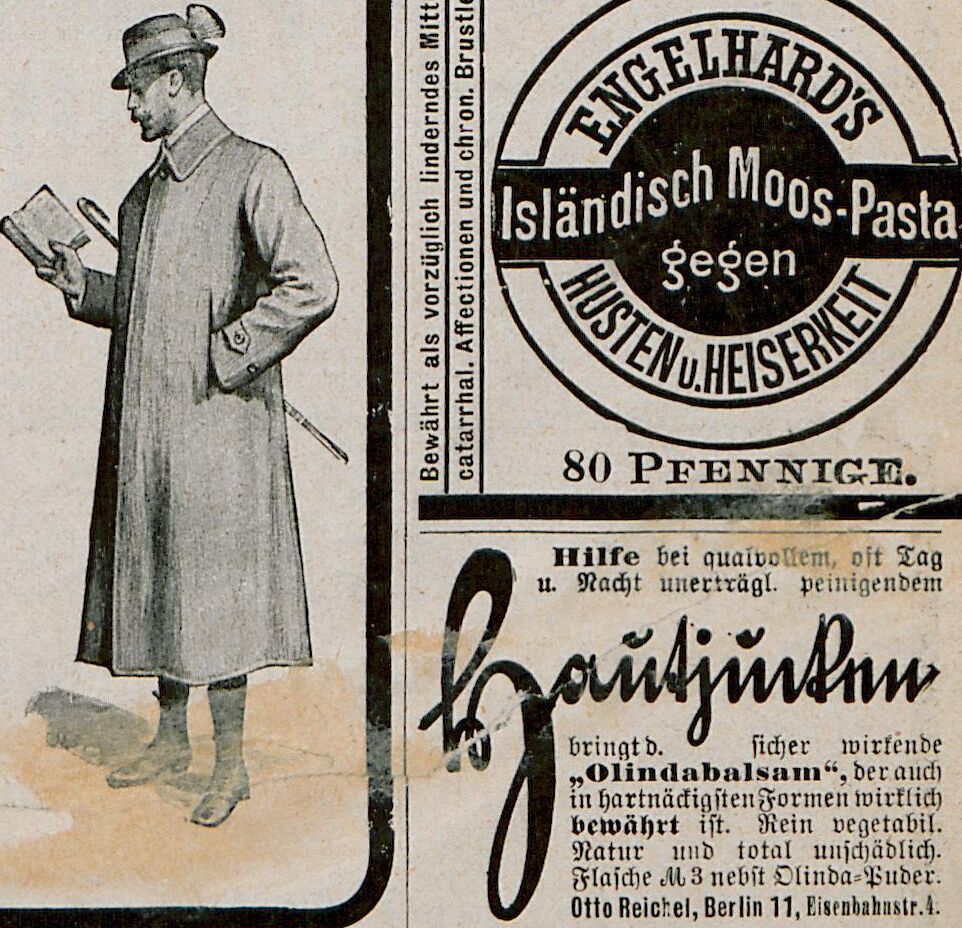 Bewährt als vorzüglich linderndes Mitt
catarrhal. Affectionen und chron. Brustle
ENGELHARD'S
Isländisch Moos-Pasta
gegen
HUSTEN u. HEISERKEIT
80 PFENNIGE.
Hilfe bei qualvollem, oft Tag
u. Nacht unerträgl. peinigendem
Hautjucken
bringt d. sicher wirkende
„Olindabalsam“, der auch
in hartnäckigsten Formen wirklich
bewährt ist. Rein vegetabil.
Natur und total unschädlich.
Flasche M 3 nebst Olinda-Puder.
Otto Reichel, Berlin 11, Eisenbahnstr. 4.